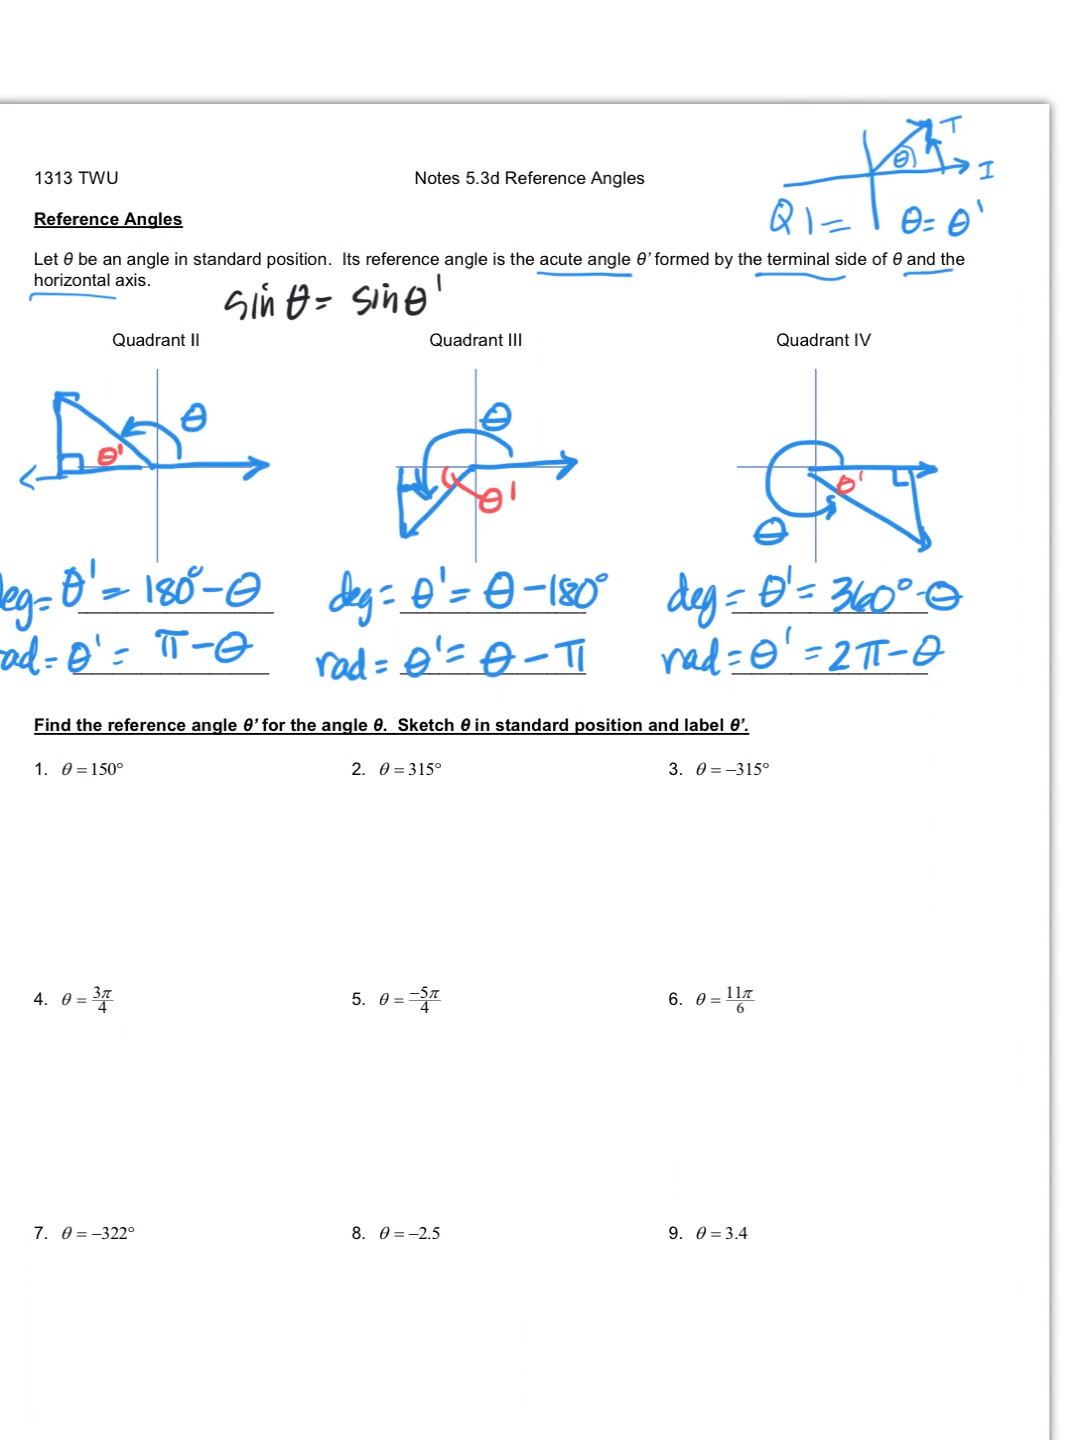 T
θ
I
1313 TWU
Notes 5.3d Reference Angles
Q1= θ= θ'
Reference Angles
Let θ be an angle in standard position. Its reference angle is the acute angle θ' formed by the terminal side of θ and the
horizontal axis.
sin θ = sin θ'
Quadrant II Quadrant III Quadrant IV
θ θ
θ' θ' θ'
θ
eg= θ' = 180° - θ deg = θ' = θ - 180° deg = θ' = 360° - θ
ad = θ' = π - θ rad = θ' = θ - π rad = θ' = 2π - θ
Find the reference angle θ' for the angle θ. Sketch θ in standard position and label θ'.
1. θ = 150° 2. θ = 315° 3. θ = –315°
4. θ = 3π/4 5. θ = –5π/4 6. θ = 11π/6
7. θ = –322° 8. θ = –2.5 9. θ = 3.4